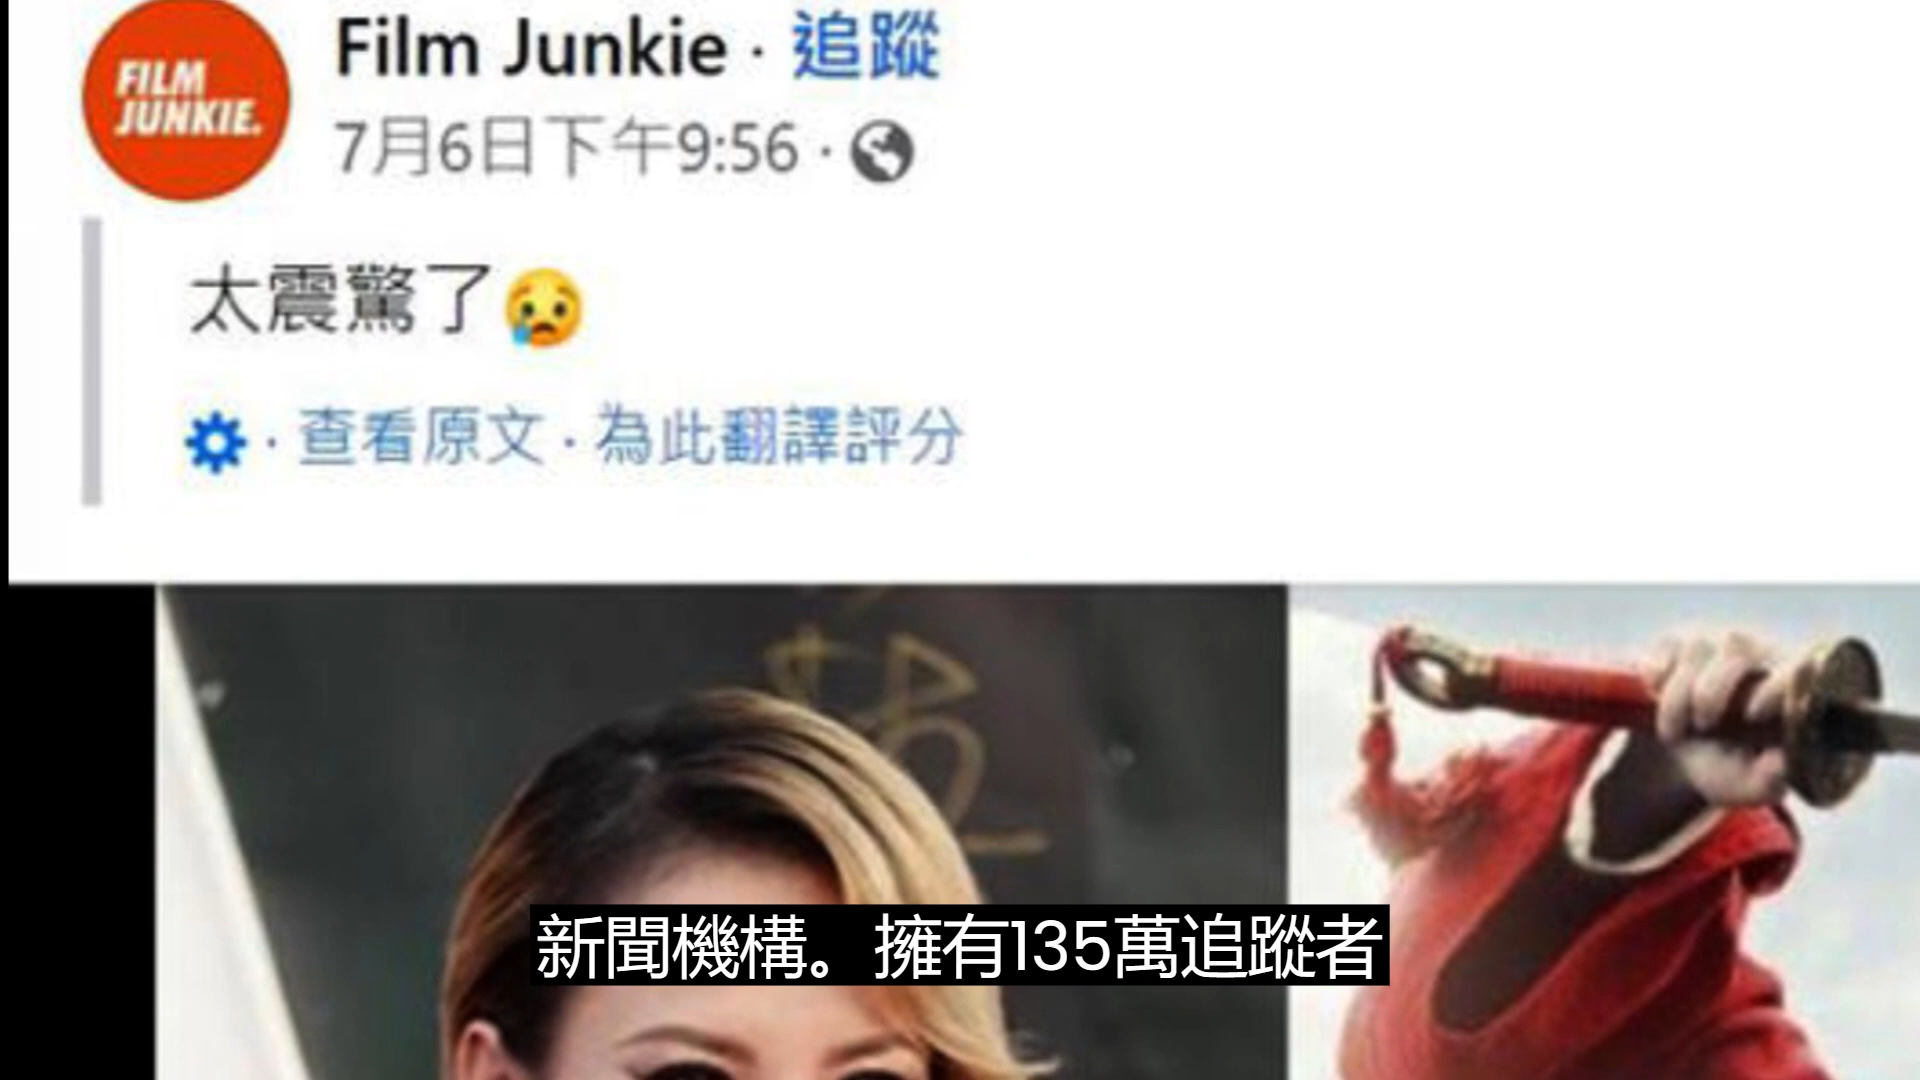 FILM
JUNKIE.
Film Junkie · 追蹤
7月6日下午9:56 ·
太震驚了😥
· 查看原文 · 為此翻譯評分
新聞機構。擁有135萬追蹤者